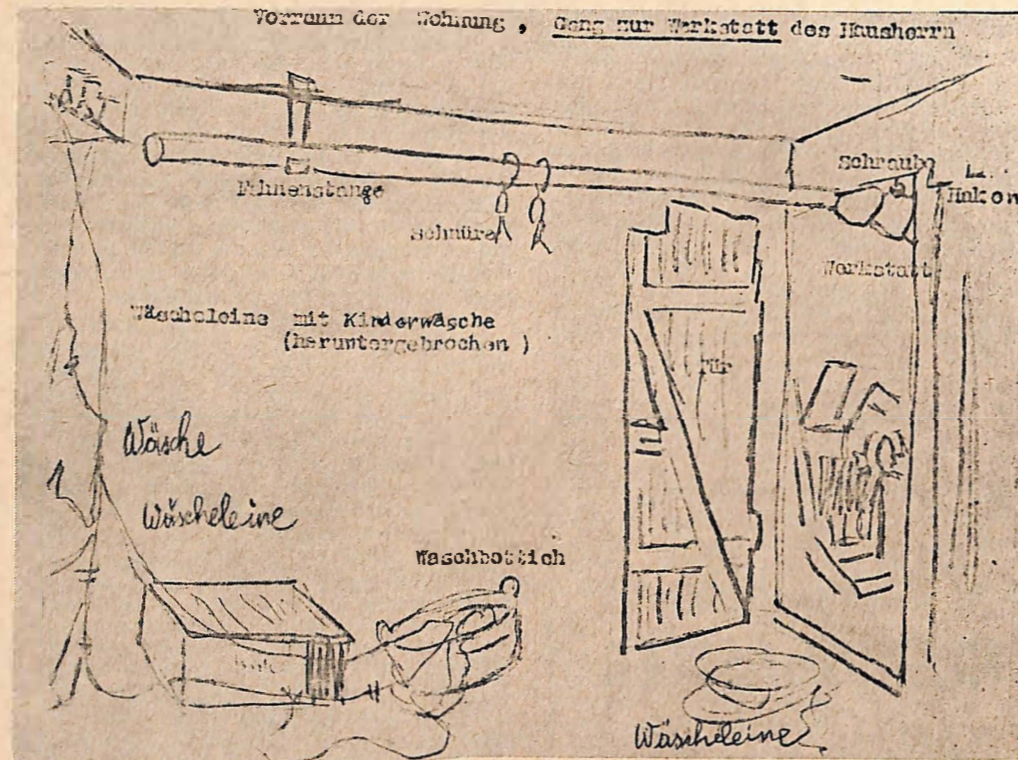 Vorraum der Wohnung, Gang zur Werkstatt des Hausherrn
Schraube
Haken
Fahnenstange
Schnüre
Werkstatt
Wäscheleine mit Kinderwäsche
(heruntergebrochen)
Tür
Wäsche
Wäscheleine
Waschbottich
Wäscheleine